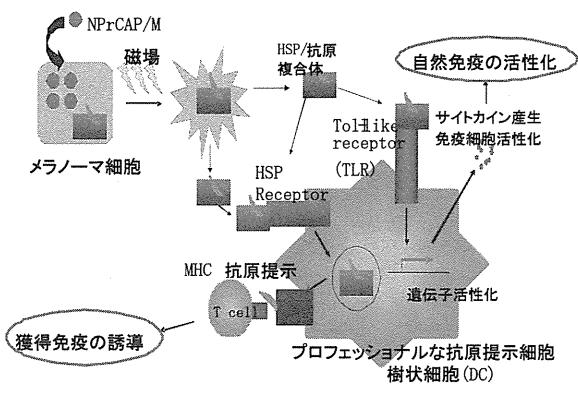 NPrCAP/M
磁場
HSP/抗原
複合体
自然免疫の活性化
サイトカイン産生
免疫細胞活性化
Toll-like
receptor
(TLR)
メラノーマ細胞
HSP
Receptor
MHC 抗原提示
T cell
遺伝子活性化
獲得免疫の誘導
プロフェッショナルな抗原提示細胞
樹状細胞(DC)